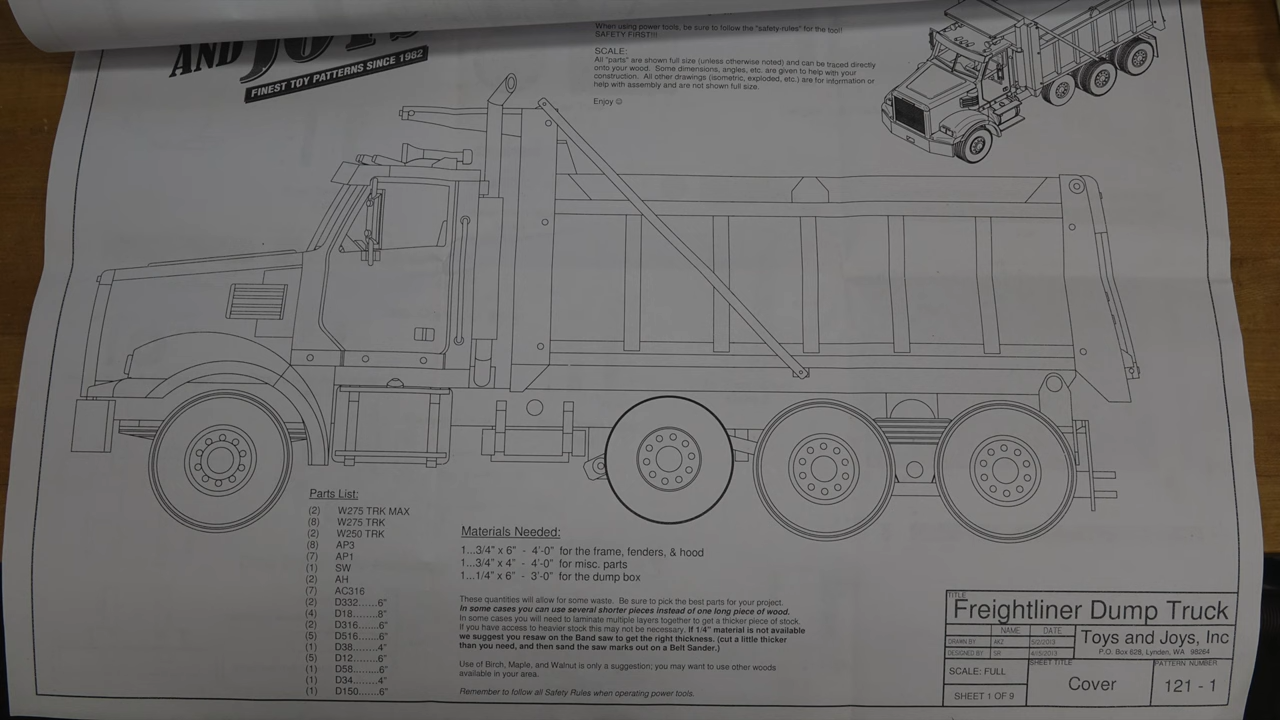 AND JOYS
FINEST TOY PATTERNS SINCE 1982
When using power tools, be sure to follow the "safety rules" for the tool!
SAFETY FIRST!!!
SCALE:
All "parts" are shown full size (unless otherwise noted) and can be traced directly
onto your wood. Some dimensions, angles, etc. are given to help with your
construction. All other drawings (isometric, exploded, etc.) are for information or
help with assembly and are not shown full size.
Enjoy ☺
Parts List:
(2) W275 TRK MAX
(8) W275 TRK
(2) W250 TRK
(8) AP3
(7) AP1
(1) SW
(2) AH
(7) AC316
(2) D332......6"
(4) D18.......8"
(2) D316......6"
(5) D516......6"
(1) D38.......4"
(5) D12.......6"
(1) D58.......6"
(1) D34.......4"
(1) D150......6"
Materials Needed:
1...3/4" x 6" - 4'-0" for the frame, fenders, & hood
1...3/4" x 4" - 4'-0" for misc. parts
1...1/4" x 6" - 3'-0" for the dump box
These quantities will allow for some waste. Be sure to pick the best parts for your project.
In some cases you can use several shorter pieces instead of one long piece of wood.
In some cases you will need to laminate multiple layers together to get a thicker piece of stock.
If you have access to heavier stock this may not be necessary. If 1/4" material is not available
we suggest you resaw on the Band saw to get the right thickness. (cut a little thicker
than you need, and then sand the saw marks out on a Belt Sander.)
Use of Birch, Maple, and Walnut is only a suggestion; you may want to use other woods
available in your area.
Remember to follow all Safety Rules when operating power tools.
TITLE
Freightliner Dump Truck
NAME DATE
DRAWN BY AKZ 5/2/2013
DESIGNED BY SR 4/15/2013
Toys and Joys, Inc
P.O. Box 628, Lynden, WA 98264
SCALE: FULL
SHEET 1 OF 9
SHEET TITLE
Cover
PATTERN NUMBER
121 - 1